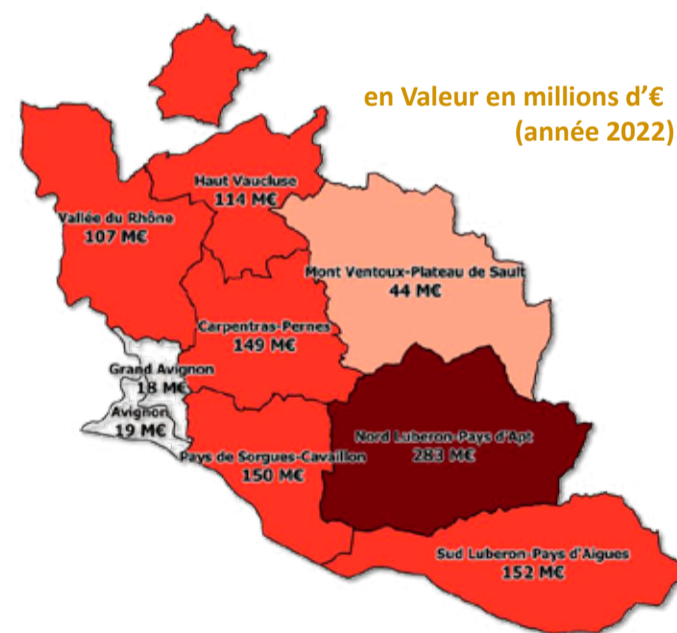 en Valeur en millions d’€
(année 2022)
Haut Vaucluse
114 M€
Vallée du Rhône
107 M€
Mont Ventoux-Plateau de Sault
44 M€
Carpentras-Pernes
149 M€
Grand Avignon
18 M€
Avignon
19 M€
Nord Luberon-Pays d'Apt
283 M€
Pays de Sorgues-Cavaillon
150 M€
Sud Luberon-Pays d'Aigues
152 M€